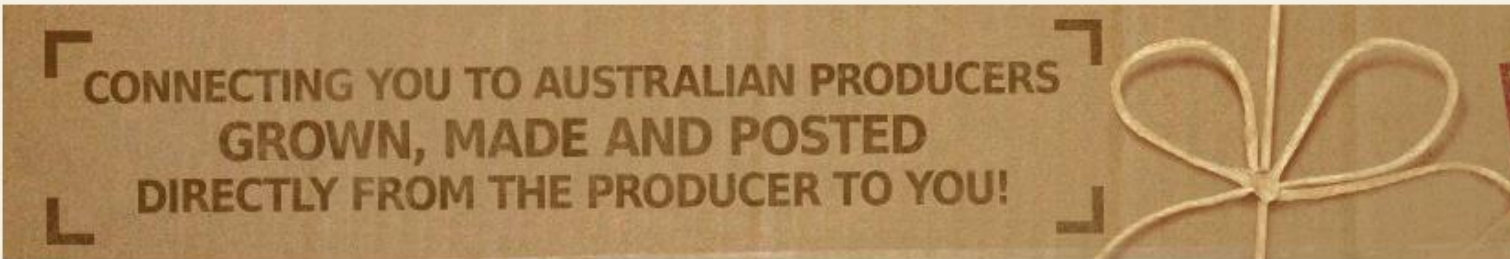 CONNECTING YOU TO AUSTRALIAN PRODUCERS
GROWN, MADE AND POSTED
DIRECTLY FROM THE PRODUCER TO YOU!